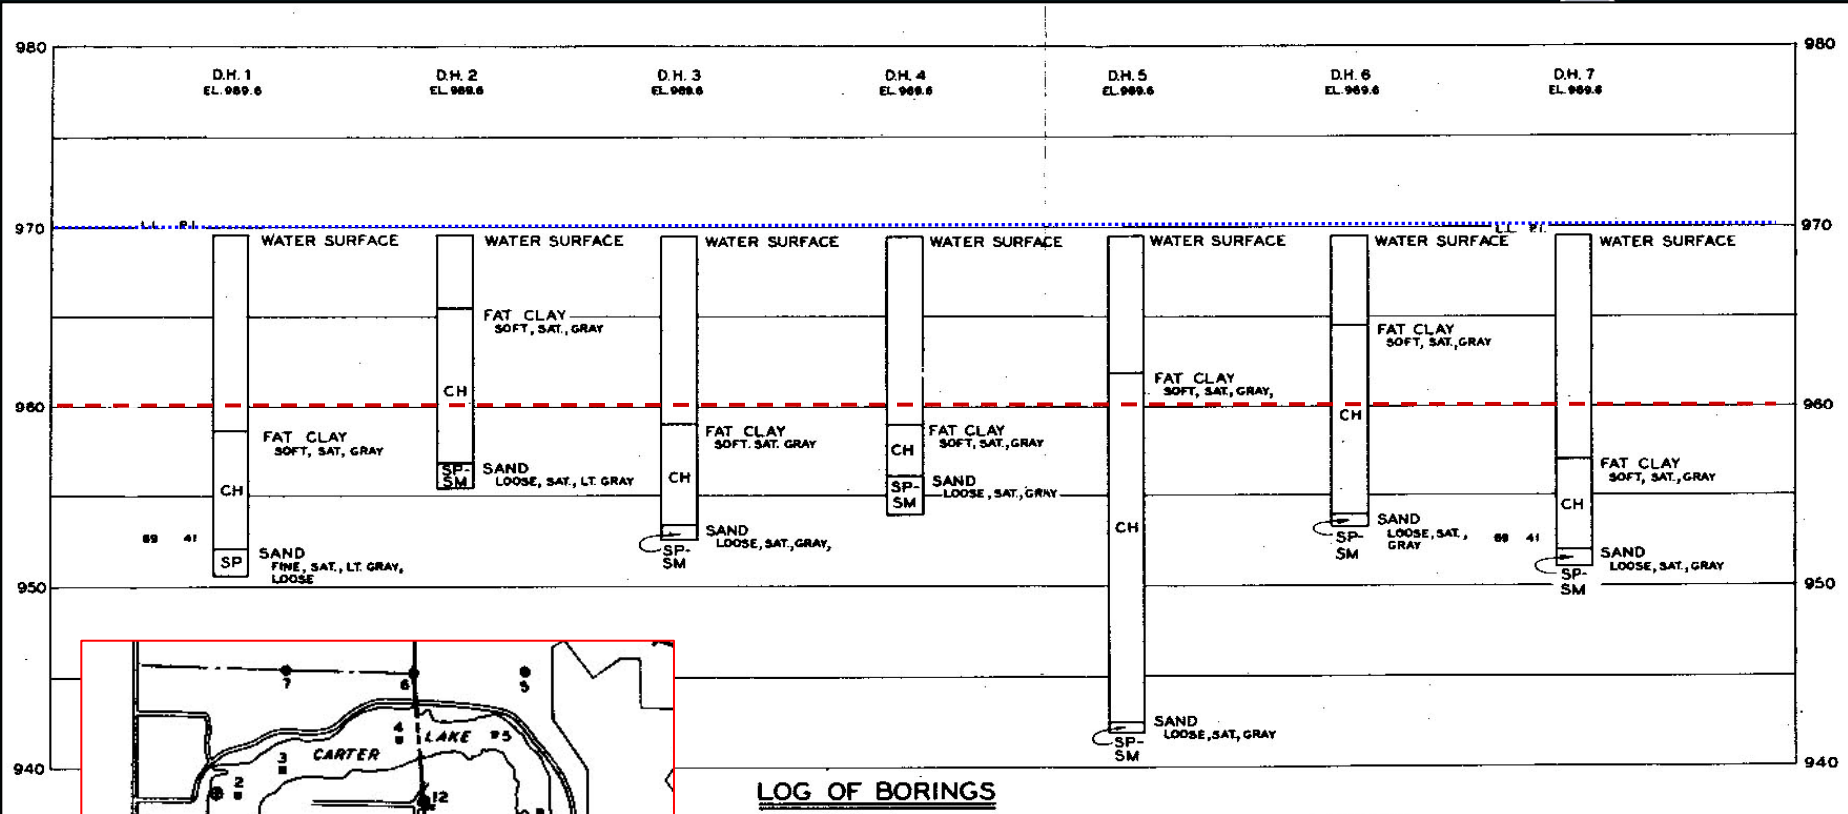 980 980
D.H. 1 D.H. 2 D.H. 3 D.H. 4 D.H. 5 D.H. 6 D.H. 7
EL. 969.6 EL. 969.6 EL. 969.6 EL. 969.6 EL. 969.6 EL. 969.6 EL. 969.6
L.L. P.I.
970 970
L.L. P.I.
WATER SURFACE WATER SURFACE WATER SURFACE WATER SURFACE WATER SURFACE WATER SURFACE WATER SURFACE
FAT CLAY
SOFT, SAT., GRAY
FAT CLAY
SOFT, SAT., GRAY
FAT CLAY
SOFT, SAT., GRAY,
CH
960 960
CH
FAT CLAY
SOFT, SAT, GRAY
FAT CLAY
SOFT. SAT. GRAY
FAT CLAY
SOFT, SAT., GRAY
CH
FAT CLAY
SOFT, SAT., GRAY
SP-
SM
SAND
LOOSE, SAT., LT. GRAY
CH
CH
SP-
SM
SAND
LOOSE, SAT., GRAY
CH
CH
69 41
SAND
LOOSE, SAT., GRAY,
SP-
SM
SAND
LOOSE, SAT.,
GRAY
SP-
SM
69 41
SP
SAND
FINE, SAT., LT. GRAY,
LOOSE
SAND
LOOSE, SAT., GRAY
SP-
SM
950 950
7 6 5
SAND
LOOSE, SAT., GRAY
SP-
SM
4 LAKE 5
3 CARTER
2
12
940 940
LOG OF BORINGS